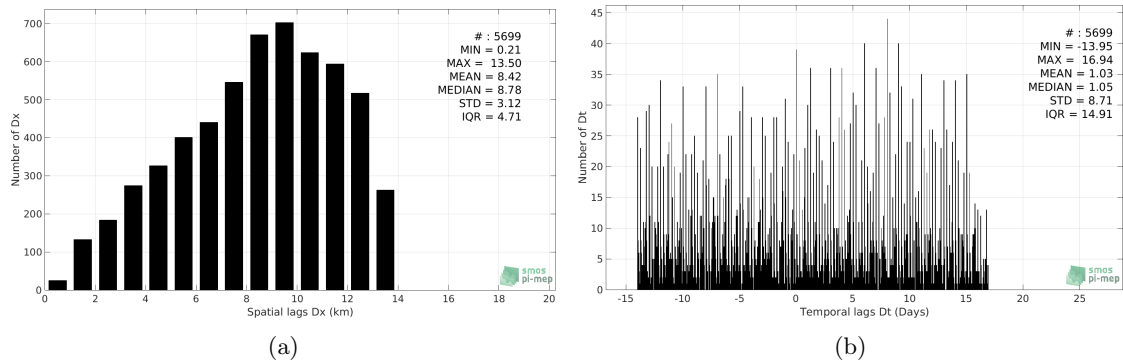 700
600
500
400
300
200
100
0
0
2
4
6
8
10
12
14
16
18
20
Number of Dx
Spatial lags Dx (km)
# : 5699
MIN = 0.21
MAX = 13.50
MEAN = 8.42
MEDIAN = 8.78
STD = 3.12
IQR = 4.71
smos
pi-mep
(a)
45
40
35
30
25
20
15
10
5
0
-15
-10
-5
0
5
10
15
20
25
Number of Dt
Temporal lags Dt (Days)
# : 5699
MIN = -13.95
MAX = 16.94
MEAN = 1.03
MEDIAN = 1.05
STD = 8.71
IQR = 14.91
smos
pi-mep
(b)